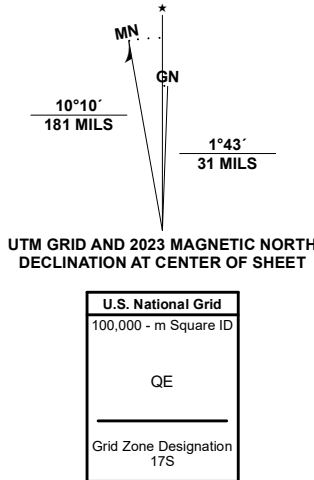 ★
MN
GN
10°10´
181 MILS
1°43´
31 MILS
UTM GRID AND 2023 MAGNETIC NORTH
DECLINATION AT CENTER OF SHEET
U.S. National Grid
100,000 - m Square ID
QE
Grid Zone Designation
17S